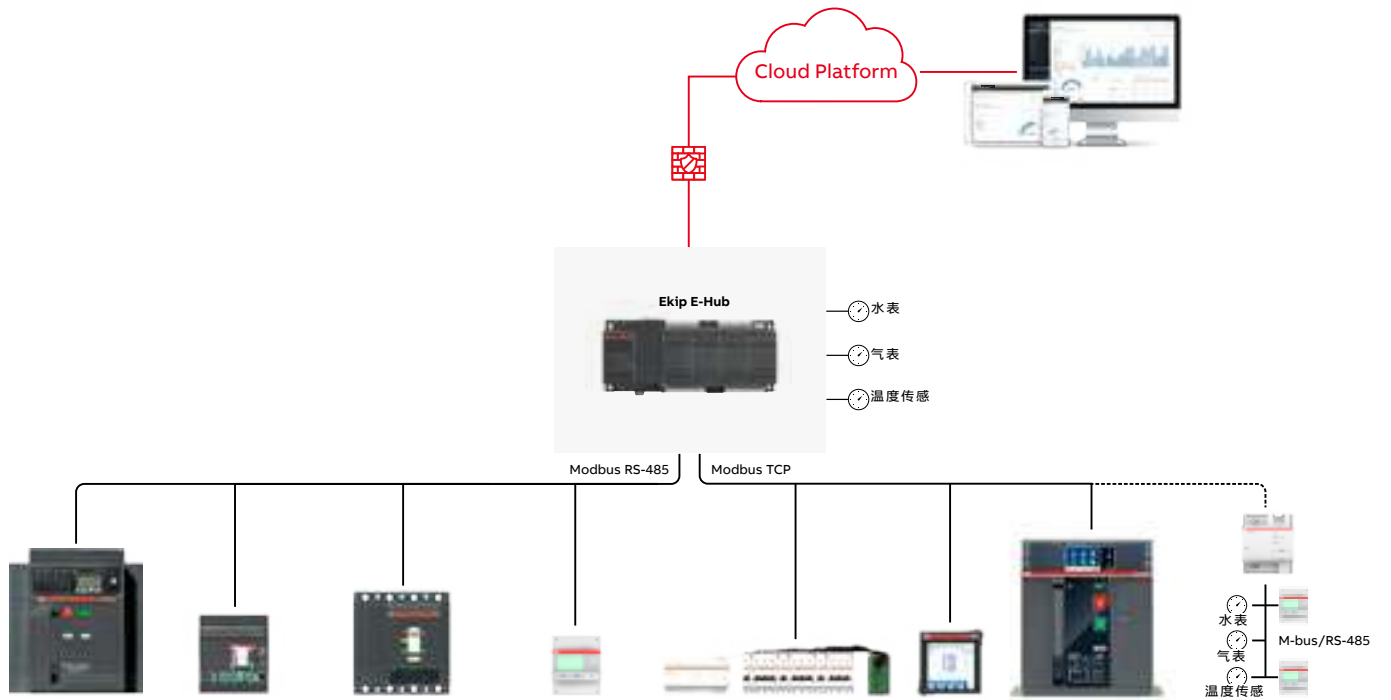 Cloud Platform
Ekip E-Hub
水表
气表
温度传感
Modbus RS-485
Modbus TCP
水表
M-bus/RS-485
气表
温度传感